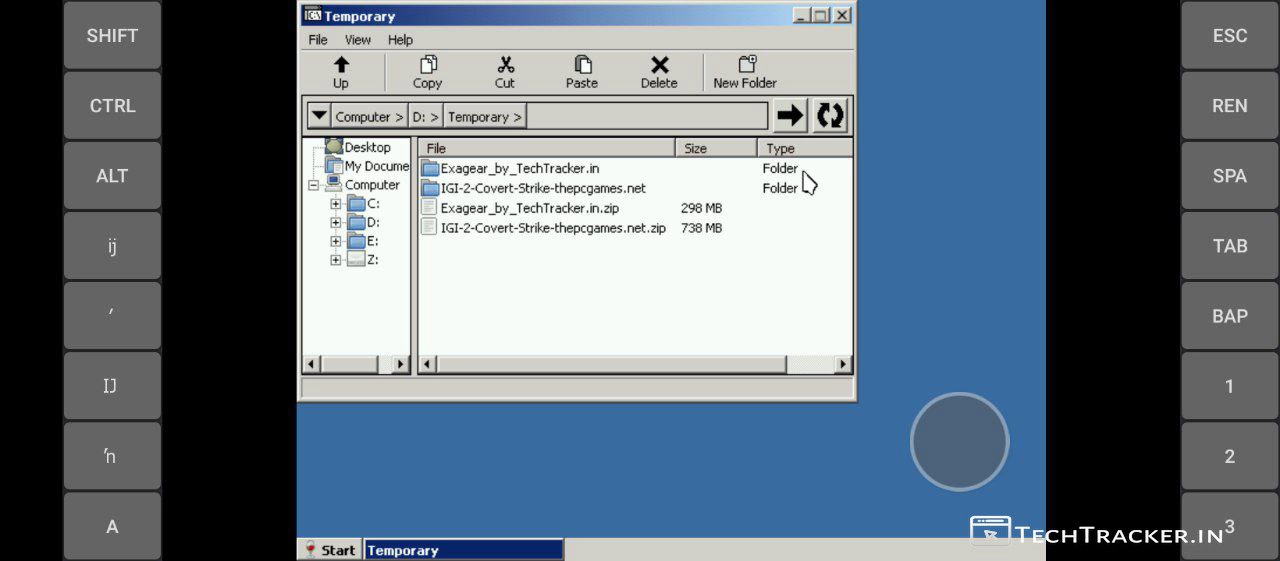 SHIFT
CTRL
ALT
ĳ
′
IJ
ŉ
A
Temporary
File View Help
Up Copy Cut Paste Delete New Folder
Computer > D: > Temporary >
Desktop
My Docume
Computer
C:
D:
E:
Z:
File Size Type
Exagear_by_TechTracker.in Folder
IGI-2-Covert-Strike-thepcgames.net Folder
Exagear_by_TechTracker.in.zip 298 MB
IGI-2-Covert-Strike-thepcgames.net.zip 738 MB
Start Temporary
ESC
REN
SPA
TAB
BAP
1
2
3
TECHTRACKER.IN